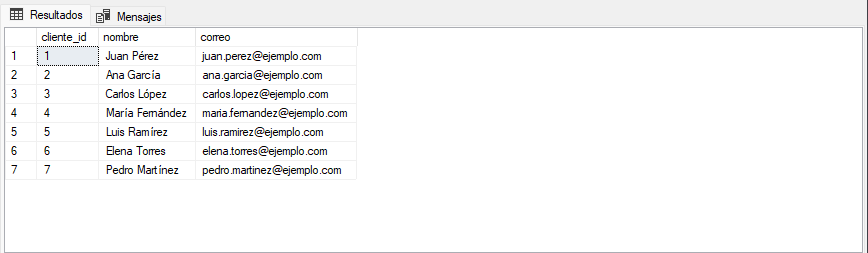 Resultados Mensajes
cliente_id nombre correo
1 1 Juan Pérez juan.perez@ejemplo.com
2 2 Ana García ana.garcia@ejemplo.com
3 3 Carlos López carlos.lopez@ejemplo.com
4 4 María Fernández maria.fernandez@ejemplo.com
5 5 Luis Ramírez luis.ramirez@ejemplo.com
6 6 Elena Torres elena.torres@ejemplo.com
7 7 Pedro Martínez pedro.martinez@ejemplo.com